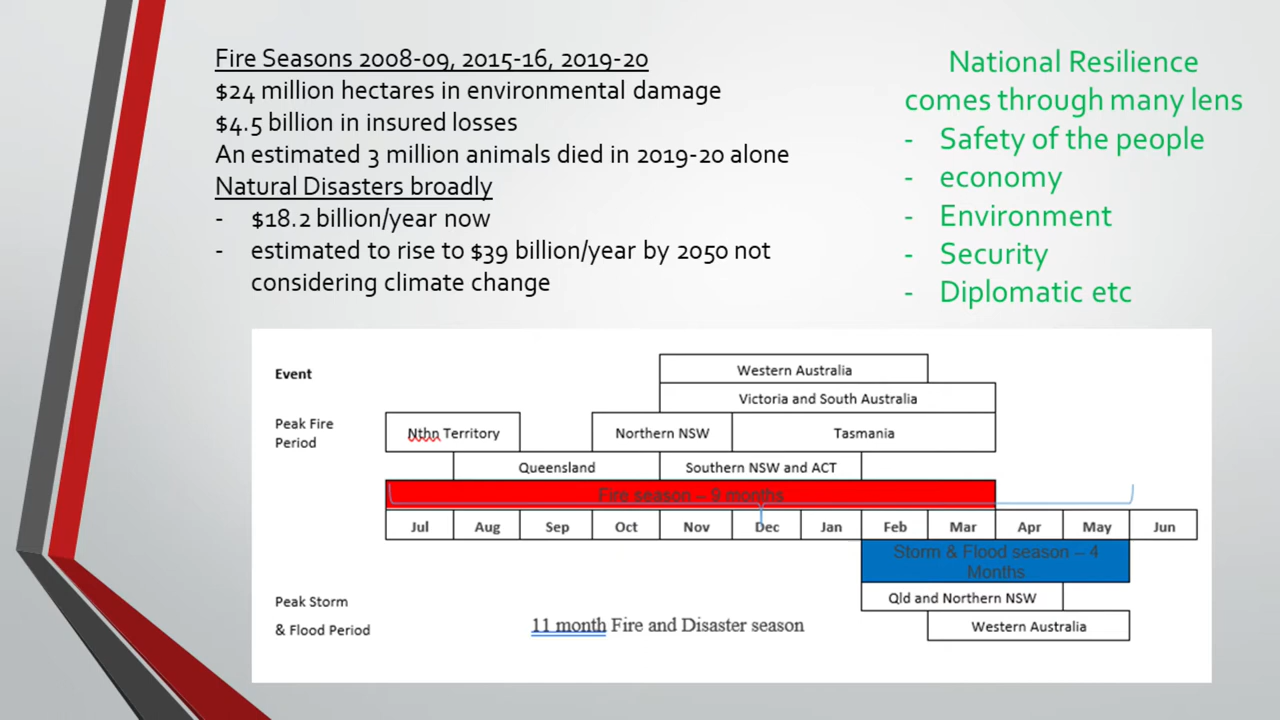 Fire Seasons 2008-09, 2015-16, 2019-20
$24 million hectares in environmental damage
$4.5 billion in insured losses
An estimated 3 million animals died in 2019-20 alone
Natural Disasters broadly
- $18.2 billion/year now
- estimated to rise to $39 billion/year by 2050 not
considering climate change
National Resilience
comes through many lens
- Safety of the people
- economy
- Environment
- Security
- Diplomatic etc
Event
Western Australia
Victoria and South Australia
Peak Fire
Period
Nthn Territory
Northern NSW
Tasmania
Queensland
Southern NSW and ACT
Fire season – 9 months
Jul Aug Sep Oct Nov Dec Jan Feb Mar Apr May Jun
Storm & Flood season – 4
Months
Peak Storm
& Flood Period
Qld and Northern NSW
Western Australia
11 month Fire and Disaster season